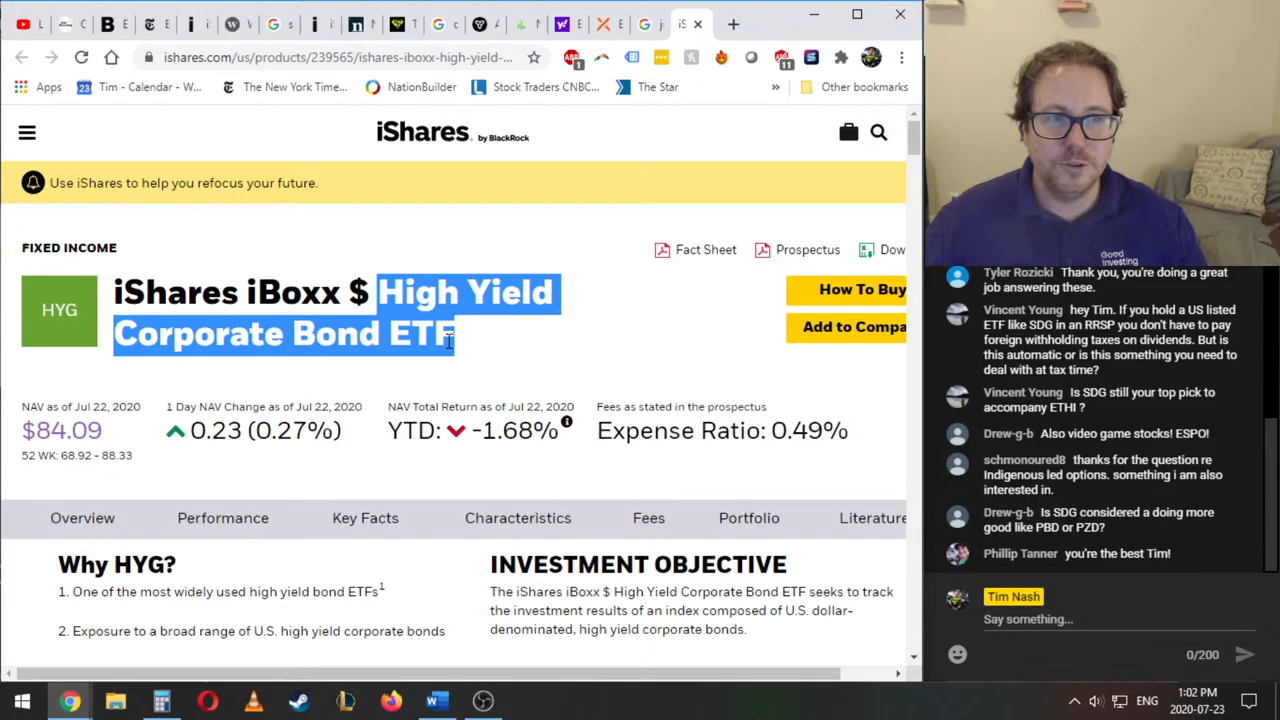 ishares.com/us/products/239565/ishares-iboxx-high-yield-...
ABP
1
11
Apps
23
Tim - Calendar - W...
The New York Time...
NationBuilder
Stock Traders CNBC...
The Star
»
Other bookmarks
iShares.
by BlackRock
Use iShares to help you refocus your future.
FIXED INCOME
Fact Sheet
Prospectus
Dow
HYG
iShares iBoxx $ High Yield
Corporate Bond ETF
How To Buy
Add to Compa
NAV as of Jul 22, 2020
$84.09
52 WK: 68.92 - 88.33
1 Day NAV Change as of Jul 22, 2020
0.23 (0.27%)
NAV Total Return as of Jul 22, 2020
YTD: -1.68%
Fees as stated in the prospectus
Expense Ratio: 0.49%
Overview
Performance
Key Facts
Characteristics
Fees
Portfolio
Literature
Why HYG?
1. One of the most widely used high yield bond ETFs1
2. Exposure to a broad range of U.S. high yield corporate bonds
INVESTMENT OBJECTIVE
The iShares iBoxx $ High Yield Corporate Bond ETF seeks to track
the investment results of an index composed of U.S. dollar-
denominated, high yield corporate bonds.
Good
Investing
Tyler Rozicki Thank you, you're doing a great
job answering these.
Vincent Young hey Tim. If you hold a US listed
ETF like SDG in an RRSP you don't have to pay
foreign withholding taxes on dividends. But is
this automatic or is this something you need to
deal with at tax time?
Vincent Young Is SDG still your top pick to
accompany ETHI ?
Drew-g-b Also video game stocks! ESPO!
schmonoured8 thanks for the question re
Indigenous led options. something i am also
interested in.
Drew-g-b Is SDG considered a doing more
good like PBD or PZD?
Phillip Tanner you're the best Tim!
Tim Nash
Say something...
0/200
ENG
1:02 PM
2020-07-23